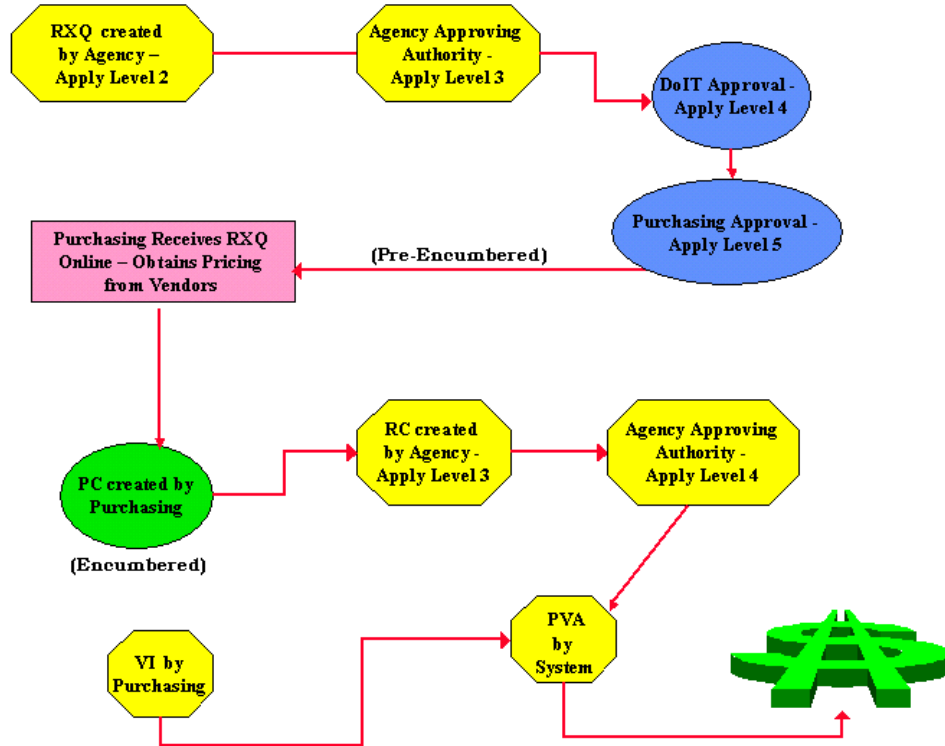 RXQ created
by Agency –
Apply Level 2
Agency Approving
Authority -
Apply Level 3
DoIT Approval -
Apply Level 4
Purchasing Approval -
Apply Level 5
(Pre-Encumbered)
Purchasing Receives RXQ
Online – Obtains Pricing
from Vendors
PC created by
Purchasing
(Encumbered)
RC created
by Agency -
Apply Level 3
Agency Approving
Authority -
Apply Level 4
VI by
Purchasing
PVA
by
System